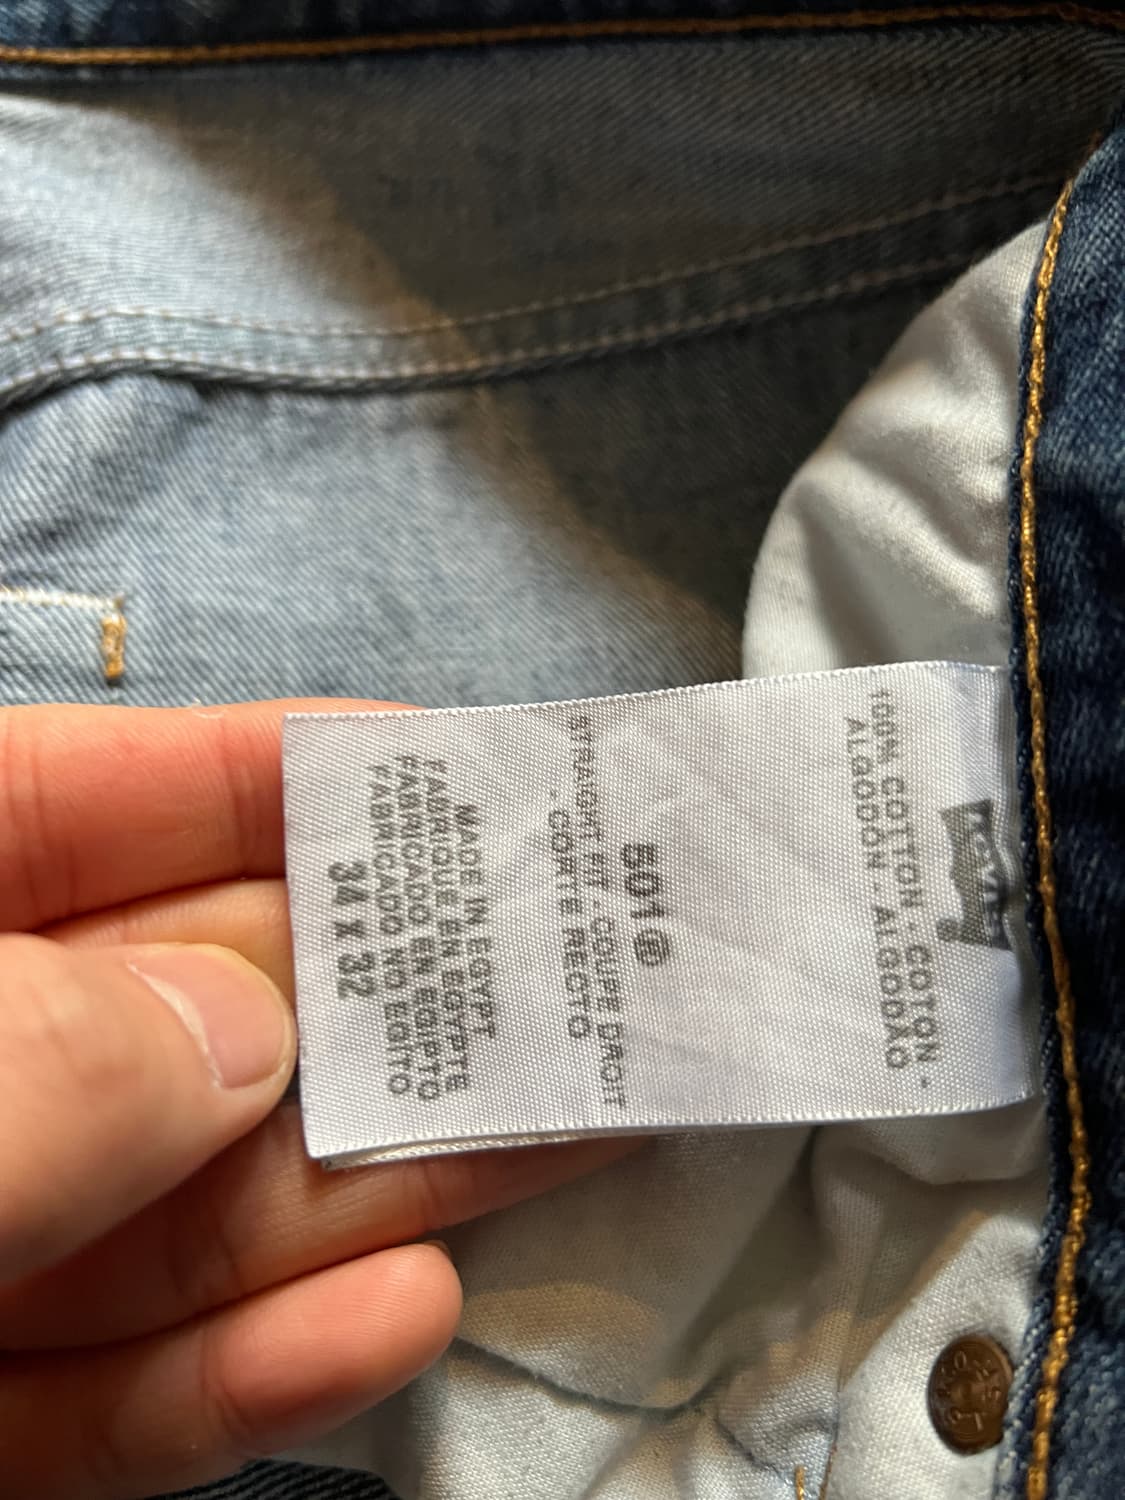 Levi's
100% COTTON - COTON -
ALGODÓN - ALGODÃO
501®
STRAIGHT FIT - COUPE DROIT
- CORTE RECTO
MADE IN EGYPT
FABRIQUE EN EGYPTE
FABRICADO EN EGIPTO
FABRICADO NO EGITO
34 X 32